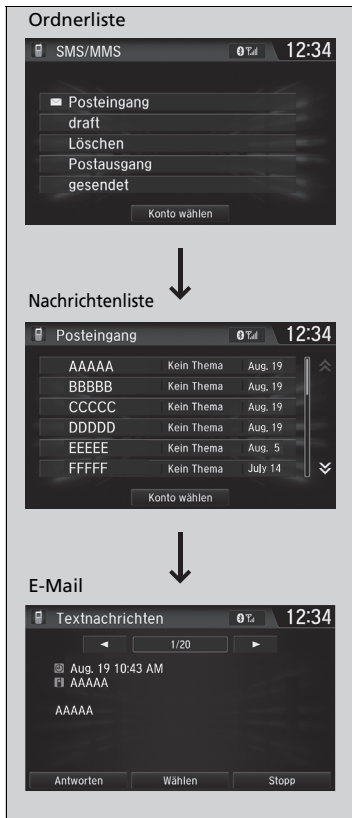 Ordnerliste
SMS/MMS 12:34
Posteingang
draft
Löschen
Postausgang
gesendet
Konto wählen
Nachrichtenliste
Posteingang 12:34
AAAAA Kein Thema Aug. 19
BBBBB Kein Thema Aug. 19
CCCCC Kein Thema Aug. 19
DDDDD Kein Thema Aug. 19
EEEEE Kein Thema Aug. 5
FFFFF Kein Thema July 14
Konto wählen
E-Mail
Textnachrichten 12:34
1/20
Aug. 19 10:43 AM
AAAAA
AAAAA
Antworten Wählen Stopp